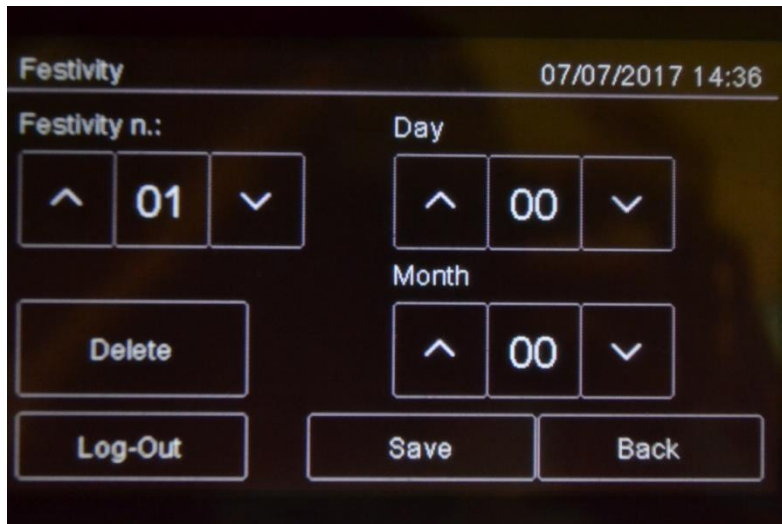 Festivity 07/07/2017 14:36
Festivity n.: Day
01 00
Month
Delete 00
Log-Out Save Back